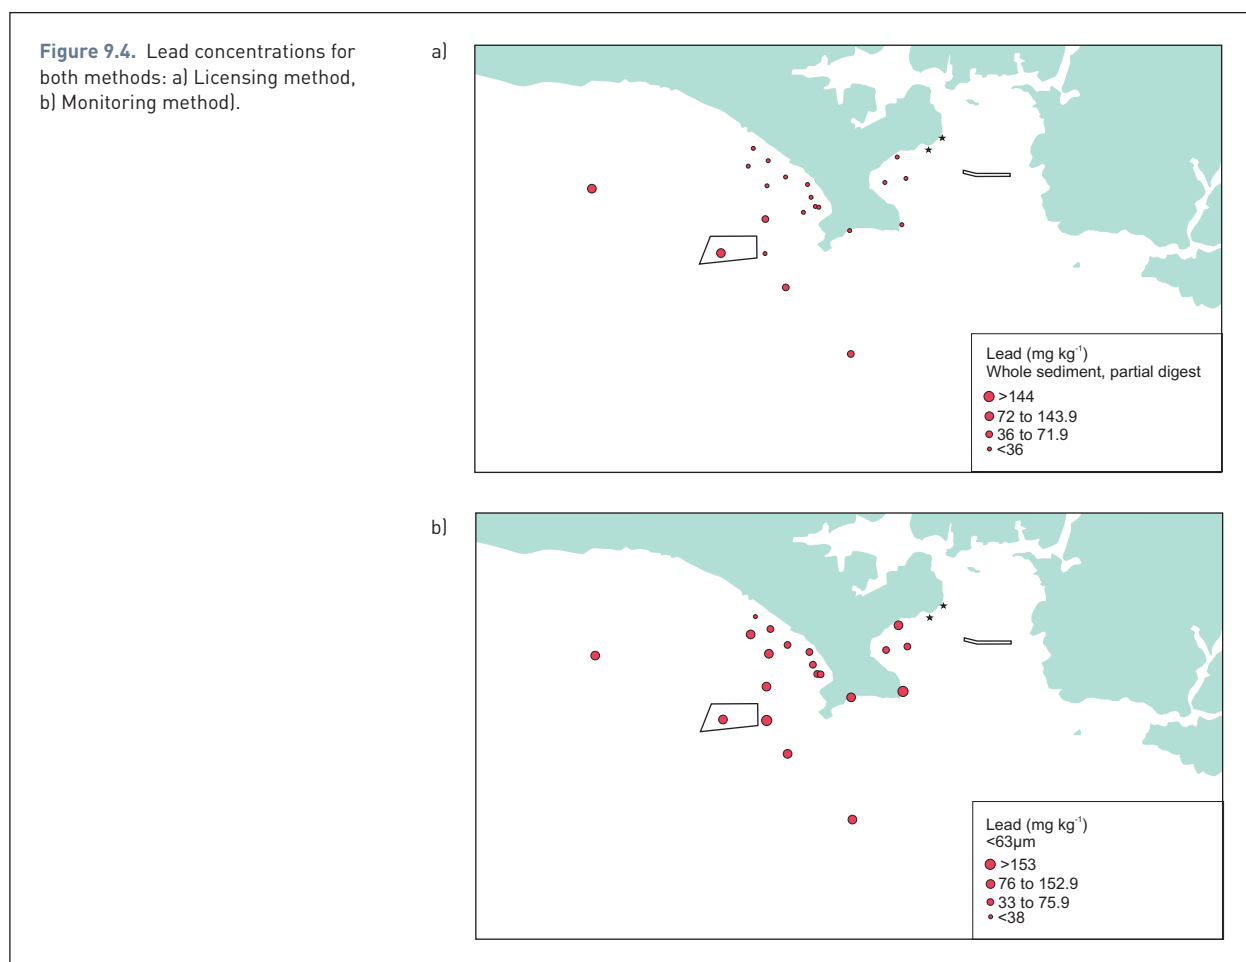 Figure 9.4. Lead concentrations for
both methods: a) Licensing method,
b) Monitoring method).
a)
Lead (mg kg⁻¹)
Whole sediment, partial digest
>144
72 to 143.9
36 to 71.9
<36
b)
Lead (mg kg⁻¹)
<63µm
>153
76 to 152.9
33 to 75.9
<38